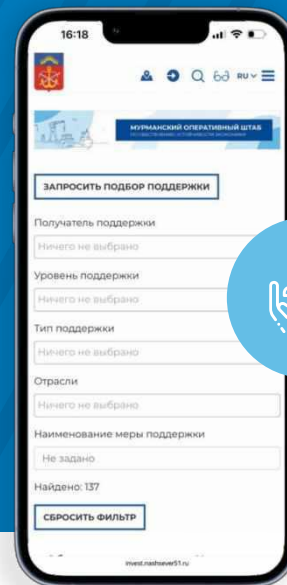 16:18
RU
МУРМАНСКИЙ ОПЕРАТИВНЫЙ ШТАБ
ЗАПРОСИТЬ ПОДБОР ПОДДЕРЖКИ
Получатель поддержки
Ничего не выбрано
Уровень поддержки
Ничего не выбрано
Тип поддержки
Ничего не выбрано
Отрасли
Ничего не выбрано
Наименование меры поддержки
Не задано
Найдено: 137
СБРОСИТЬ ФИЛЬТР
invest.nashsever51.ru